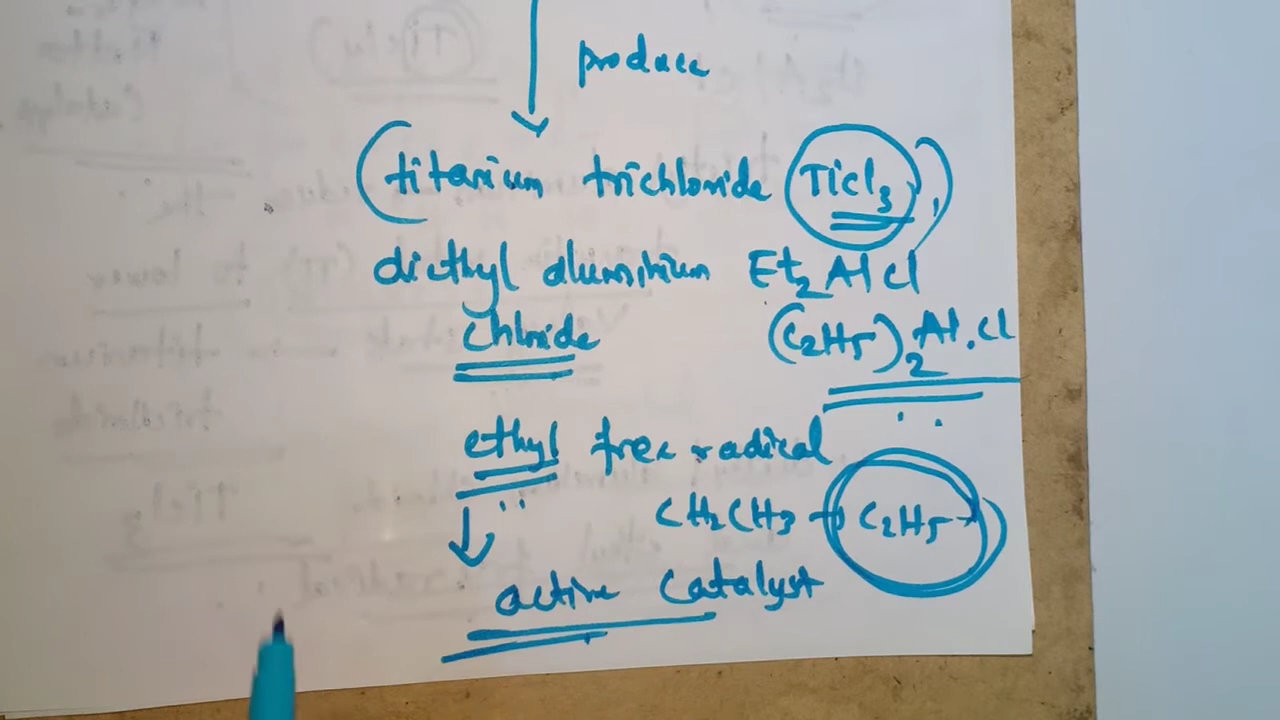 produce
(titanium trichloride (TiCl3)),
diethyl aluminium Et2AlCl
chloride (C2H5)2Al.Cl
ethyl free radical
CH2CH3 → C2H5
active catalyst